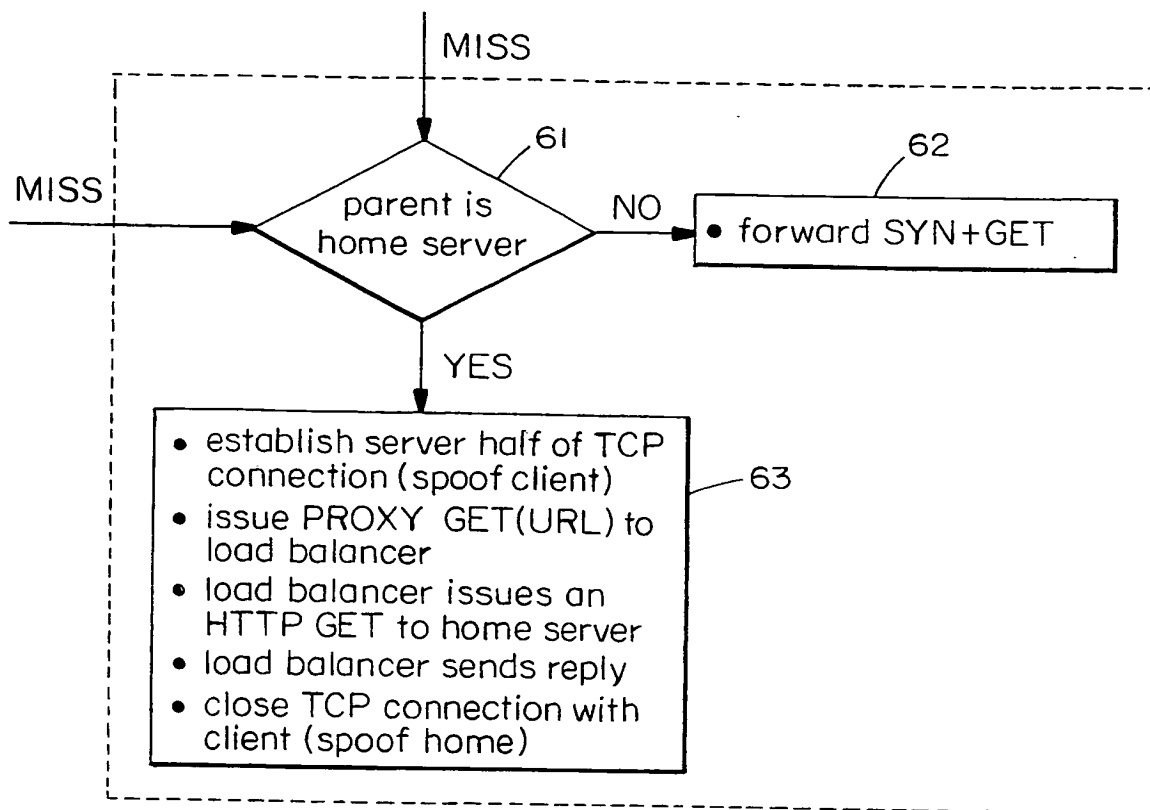 MISS
61
62
MISS
parent is
home server
NO
• forward SYN+GET
YES
• establish server half of TCP
connection (spoof client)
63
• issue PROXY GET(URL) to
load balancer
• load balancer issues an
HTTP GET to home server
• load balancer sends reply
• close TCP connection with
client (spoof home)